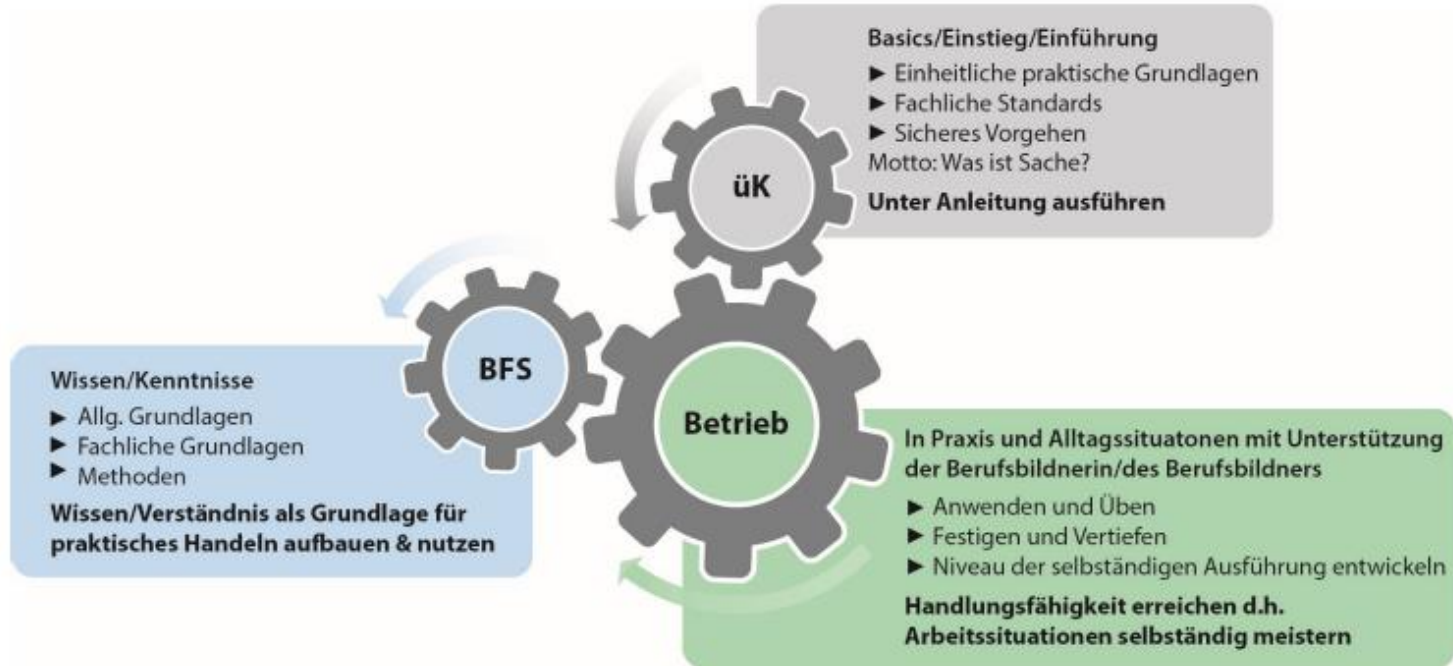 Basics/Einstieg/Einführung
► Einheitliche praktische Grundlagen
► Fachliche Standards
► Sicheres Vorgehen
Motto: Was ist Sache?
Unter Anleitung ausführen
üK
BFS
Wissen/Kenntnisse
► Allg. Grundlagen
► Fachliche Grundlagen
► Methoden
Wissen/Verständnis als Grundlage für
praktisches Handeln aufbauen & nutzen
Betrieb
In Praxis und Alltagssituatonen mit Unterstützung
der Berufsbildnerin/des Berufsbildners
► Anwenden und Üben
► Festigen und Vertiefen
► Niveau der selbständigen Ausführung entwickeln
Handlungsfähigkeit erreichen d.h.
Arbeitssituationen selbständig meistern